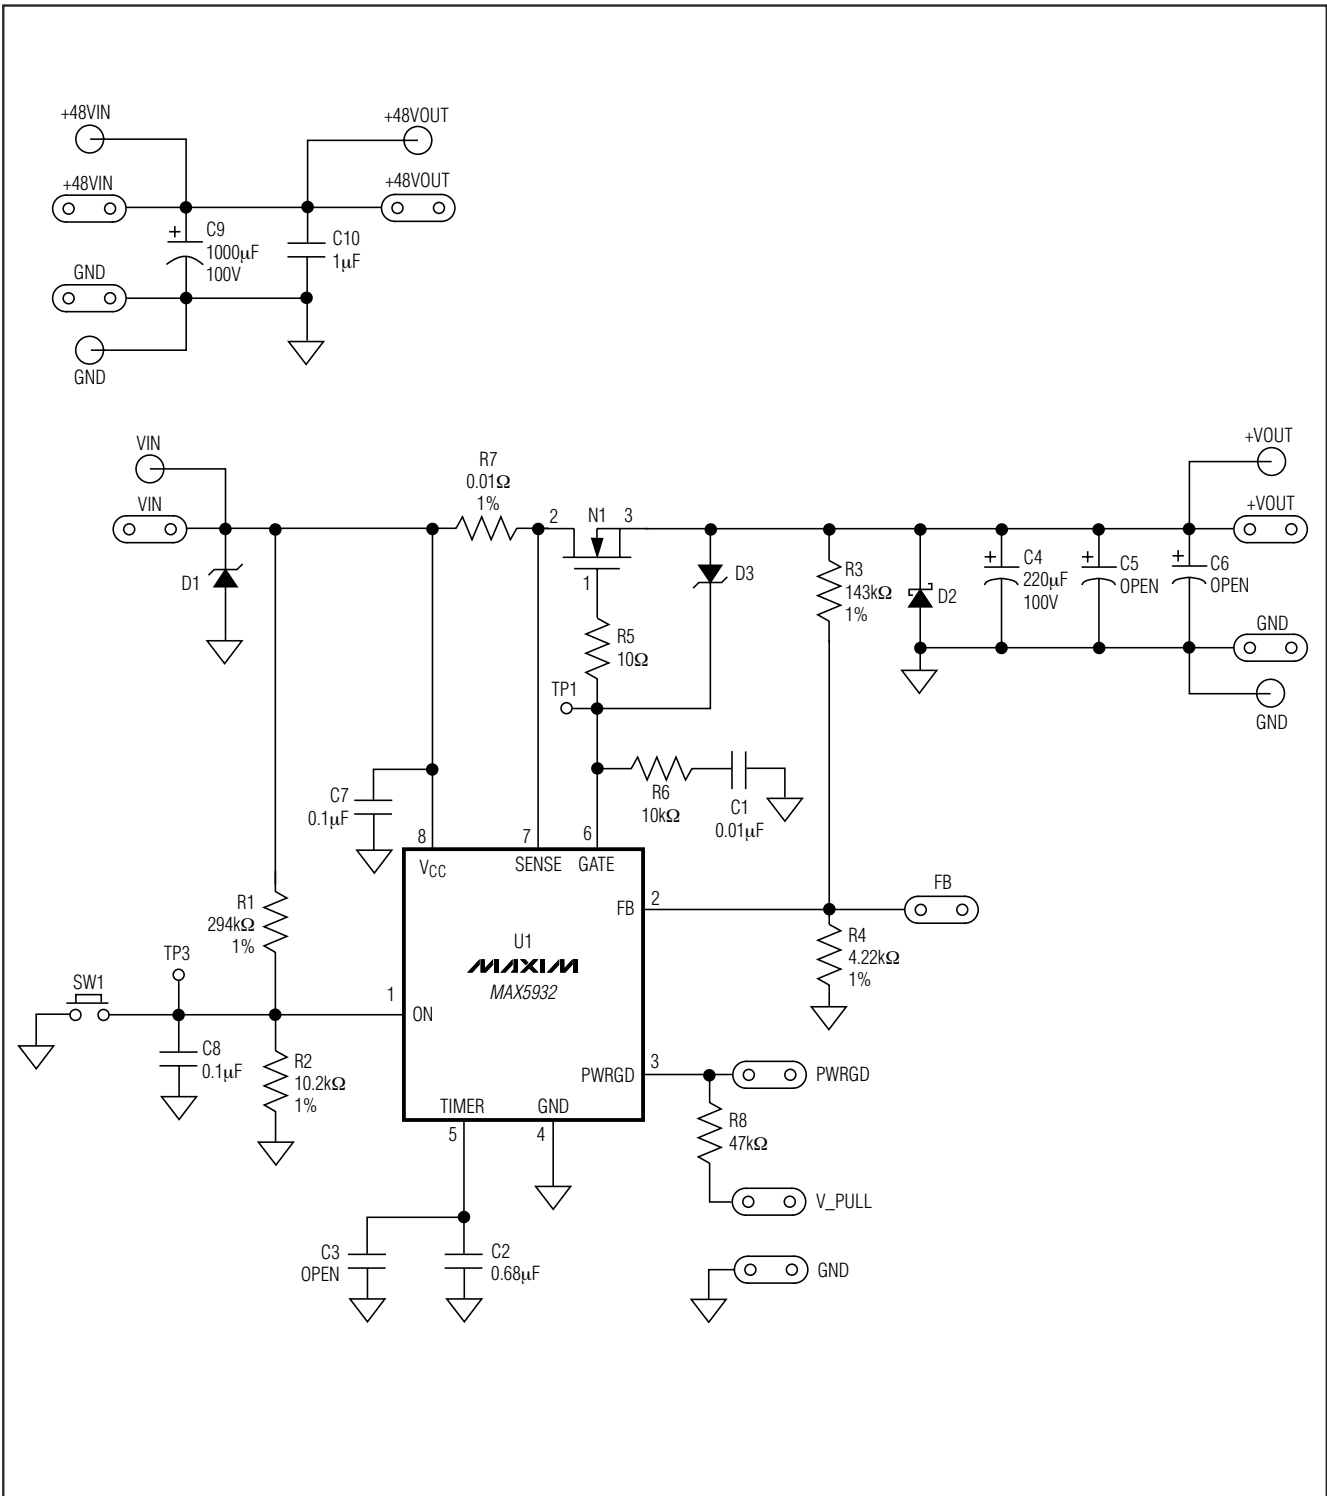 +48VIN
+48VOUT
+48VIN
+48VOUT
+
C9
1000µF
100V
C10
1µF
GND
GND
VIN
VIN
D1
R7
0.01Ω
1%
2
N1
3
1
D3
R5
10Ω
TP1
R3
143kΩ
1%
D2
+
C4
220µF
100V
+
C5
OPEN
+
C6
OPEN
+VOUT
+VOUT
GND
GND
C7
0.1µF
R6
10kΩ
C1
0.01µF
8
7
6
VCC
SENSE
GATE
R1
294kΩ
1%
FB
2
FB
U1
MAXIM
MAX5932
R4
4.22kΩ
1%
TP3
SW1
1
ON
C8
0.1µF
R2
10.2kΩ
1%
PWRGD
3
PWRGD
TIMER
GND
5
4
R8
47kΩ
V_PULL
C3
OPEN
C2
0.68µF
GND